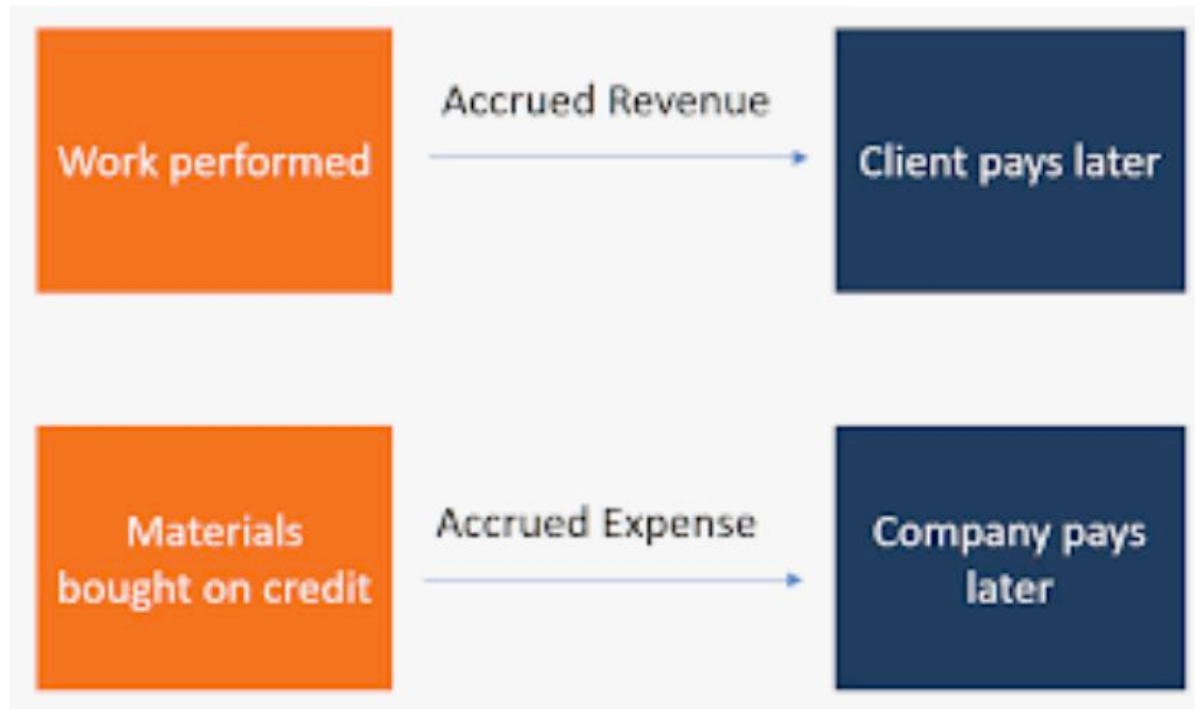 Work performed
Accrued Revenue
Client pays later
Materials
bought on credit
Accrued Expense
Company pays
later